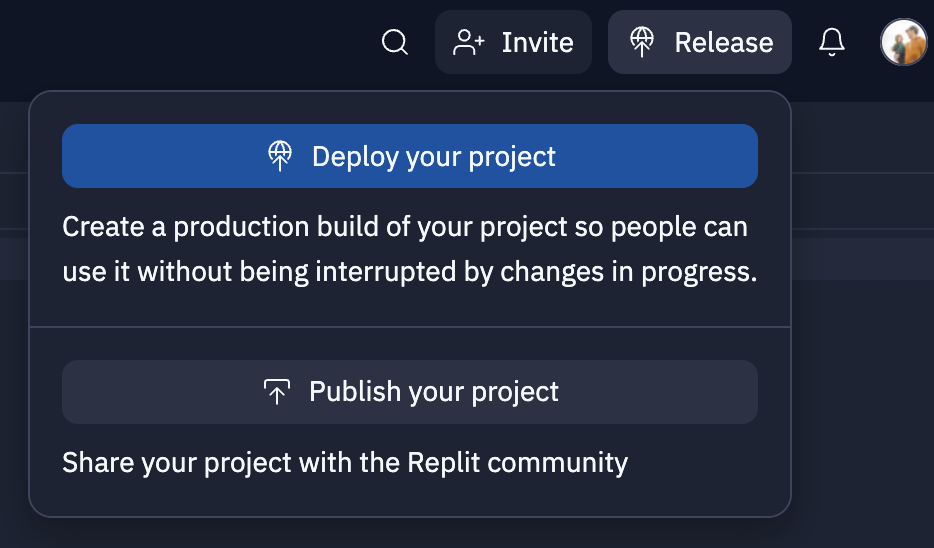 Invite
Release
Deploy your project
Create a production build of your project so people can
use it without being interrupted by changes in progress.
Publish your project
Share your project with the Replit community